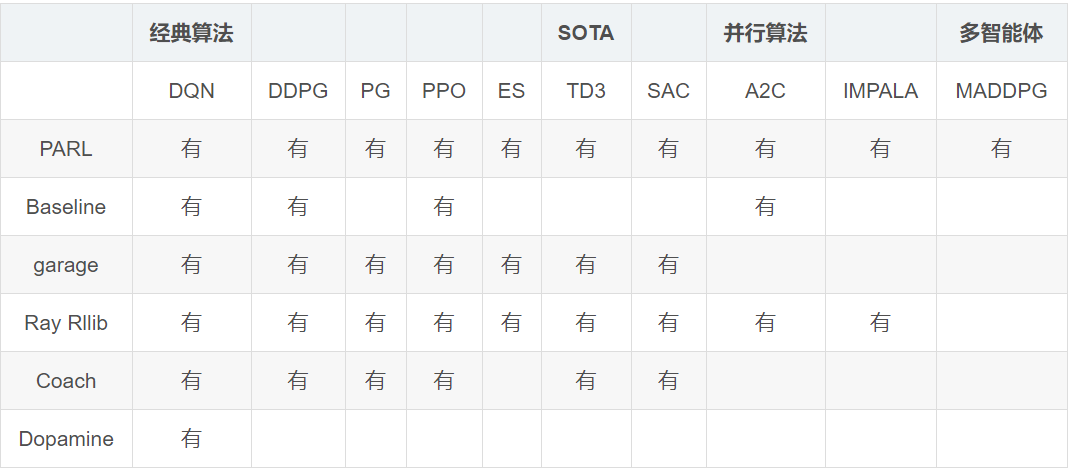 经典算法 SOTA 并行算法 多智能体
DQN DDPG PG PPO ES TD3 SAC A2C IMPALA MADDPG
PARL 有 有 有 有 有 有 有 有 有 有
Baseline 有 有 有 有
garage 有 有 有 有 有 有 有
Ray Rllib 有 有 有 有 有 有 有 有 有
Coach 有 有 有 有 有 有
Dopamine 有